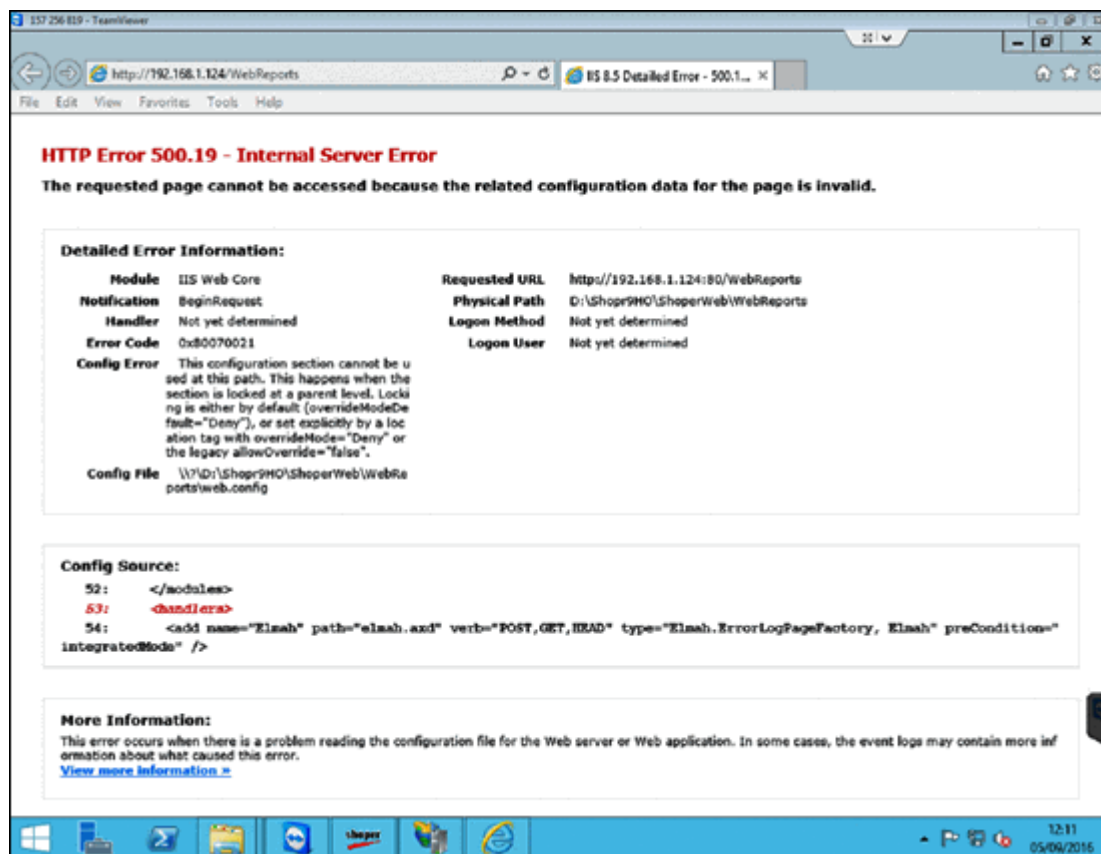 157 256 819 - TeamViewer
http://192.168.1.124/WebReports
IIS 8.5 Detailed Error - 500.1...
File Edit View Favorites Tools Help
HTTP Error 500.19 - Internal Server Error
The requested page cannot be accessed because the related configuration data for the page is invalid.
Detailed Error Information:
Module IIS Web Core
Notification BeginRequest
Handler Not yet determined
Error Code 0x80070021
Config Error This configuration section cannot be u
sed at this path. This happens when the
section is locked at a parent level. Locki
ng is either by default (overrideModeDe
fault="Deny"), or set explicitly by a loc
ation tag with overrideMode="Deny" or
the legacy allowOverride="false".
Config File \\?\D:\Shopr9HO\ShoperWeb\WebRe
ports\web.config
Requested URL http://192.168.1.124:80/WebReports
Physical Path D:\Shopr9HO\ShoperWeb\WebReports
Logon Method Not yet determined
Logon User Not yet determined
Config Source:
52: </modules>
53: <handlers>
54: <add name="Elmah" path="elmah.axd" verb="POST,GET,HEAD" type="Elmah.ErrorLogPageFactory, Elmah" preCondition="
integratedMode" />
More Information:
This error occurs when there is a problem reading the configuration file for the Web server or Web application. In some cases, the event logs may contain more inf
ormation about what caused this error.
View more information »
shoper
12:11
05/09/2016